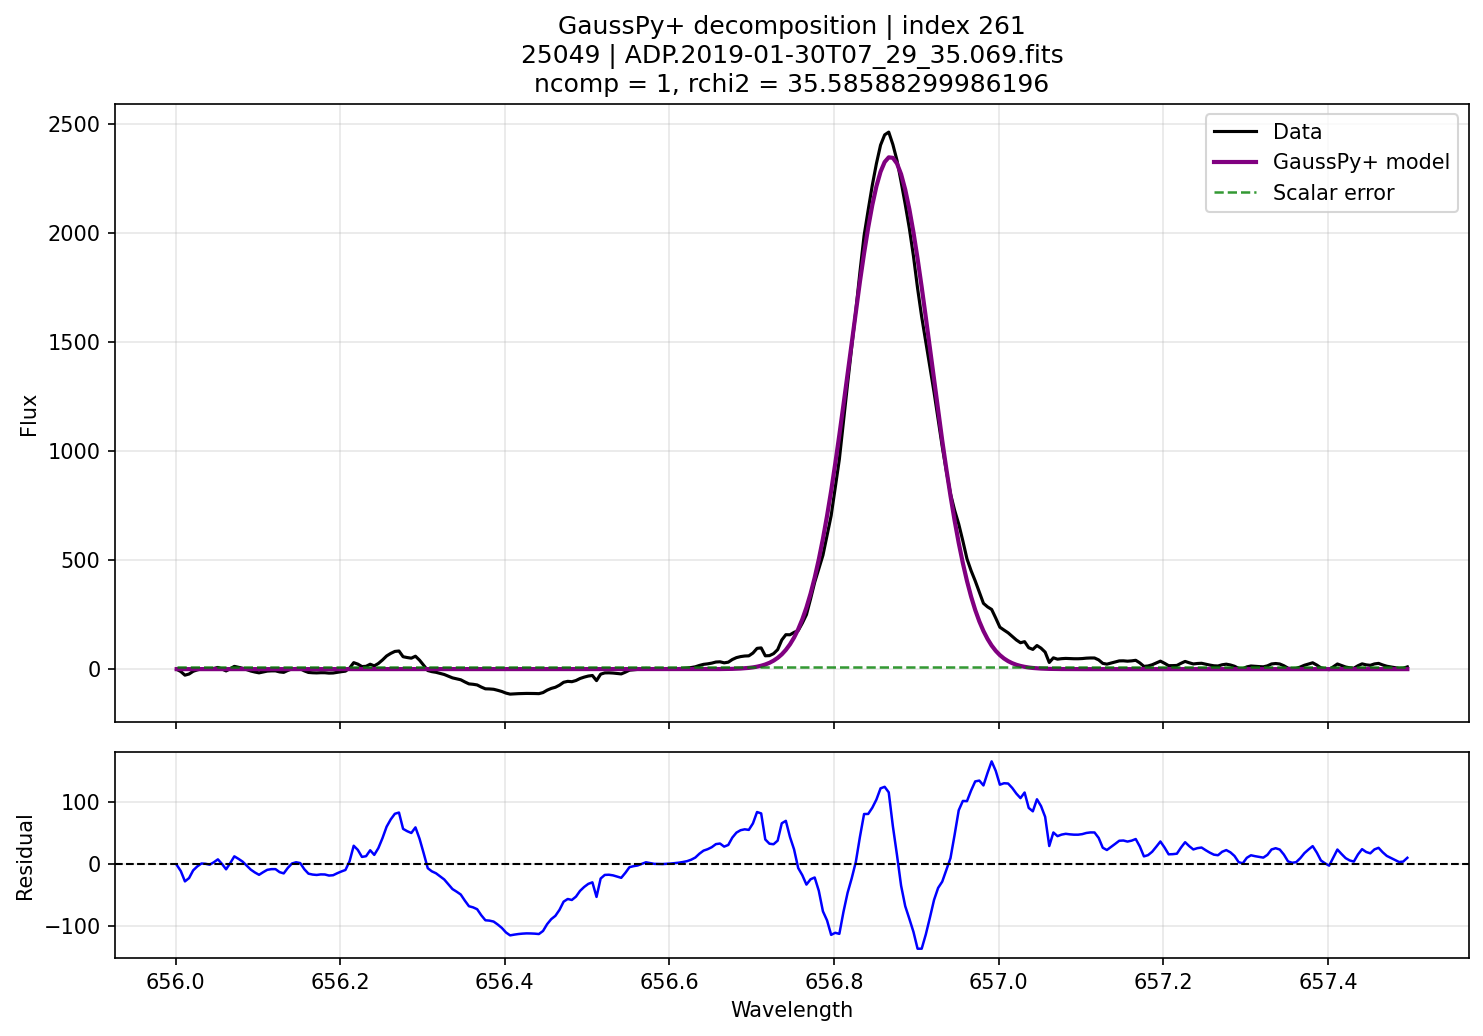 GaussPy+ decomposition | index 261
25049 | ADP.2019-01-30T07_29_35.069.fits
ncomp = 1, rchi2 = 35.58588299986196
Data
GaussPy+ model
Scalar error
2500
2000
1500
1000
500
0
Flux
100
0
−100
Residual
656.0 656.2 656.4 656.6 656.8 657.0 657.2 657.4
Wavelength